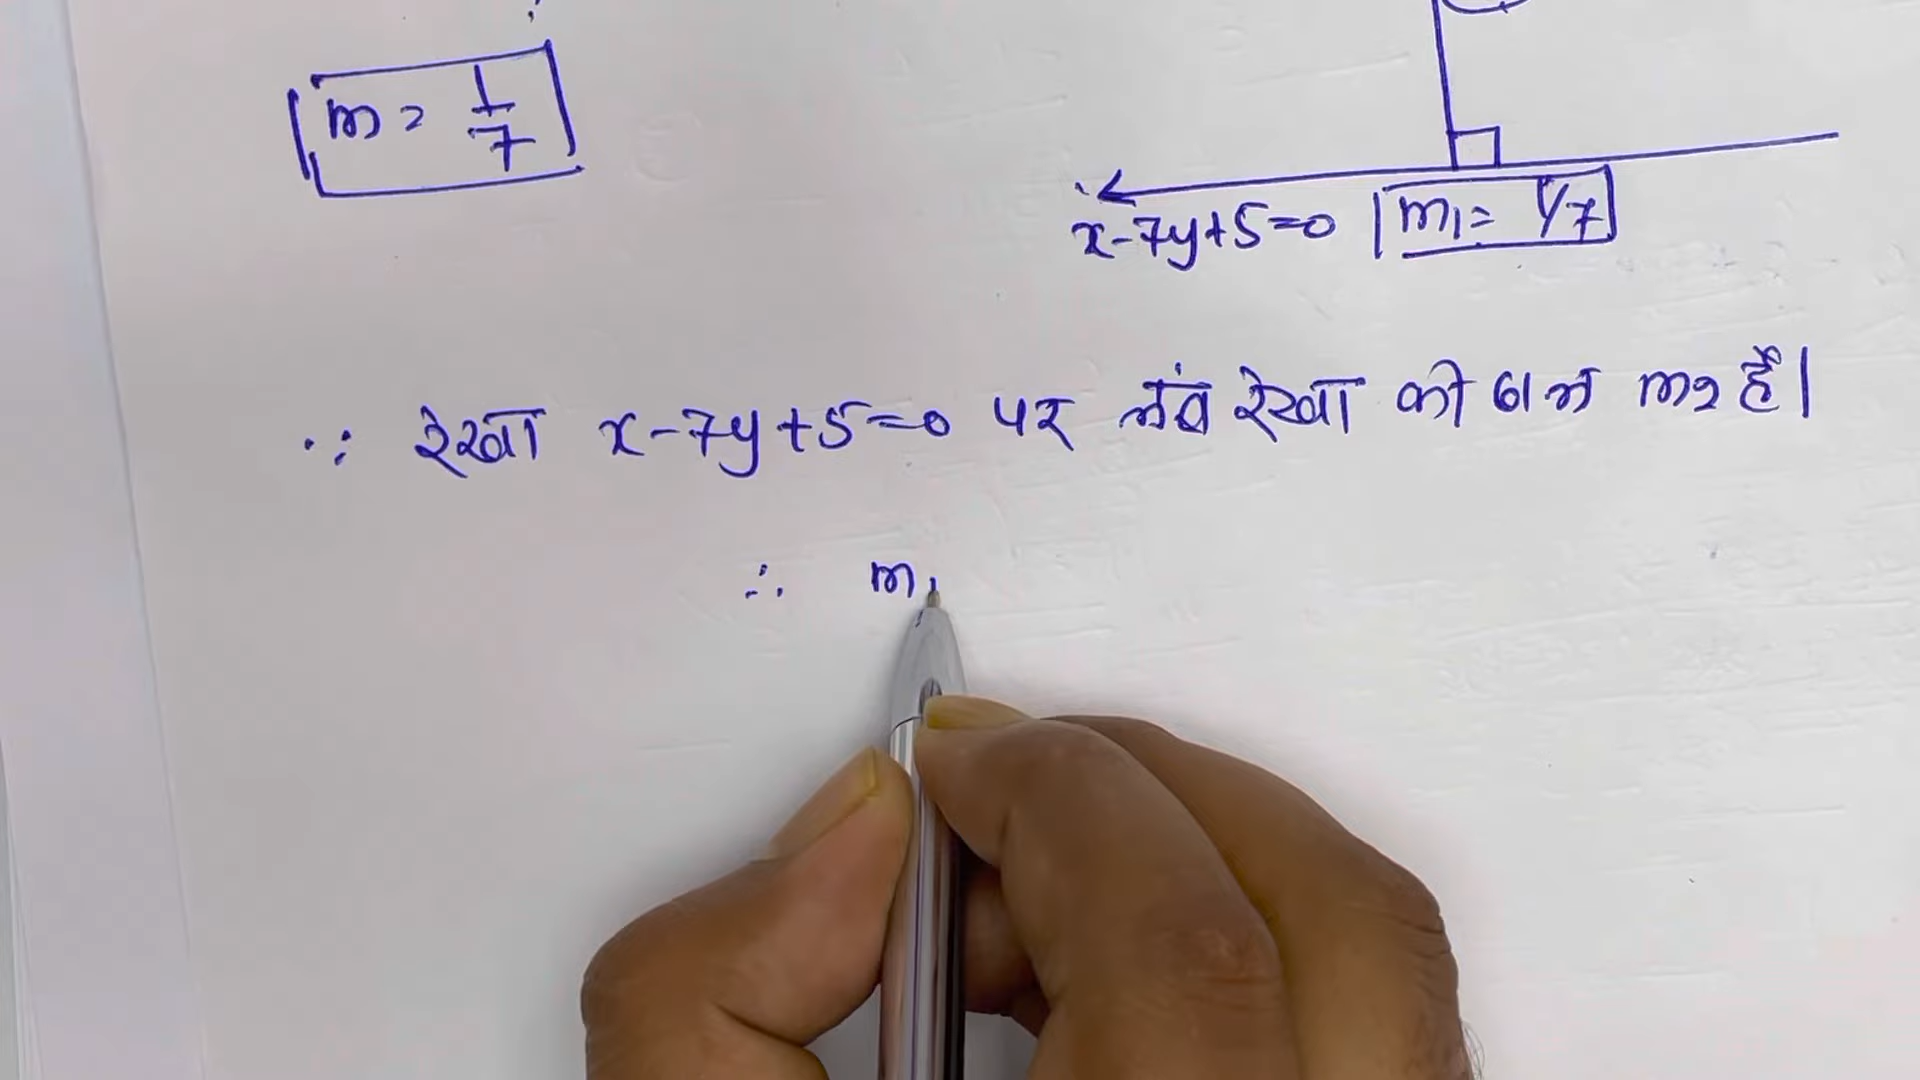 m = 1/7
x-7y+5=0 m1= 1/7
∵ रेखा x-7y+5=0 पर लंब रेखा की ढाल m2 है।
∴ m1